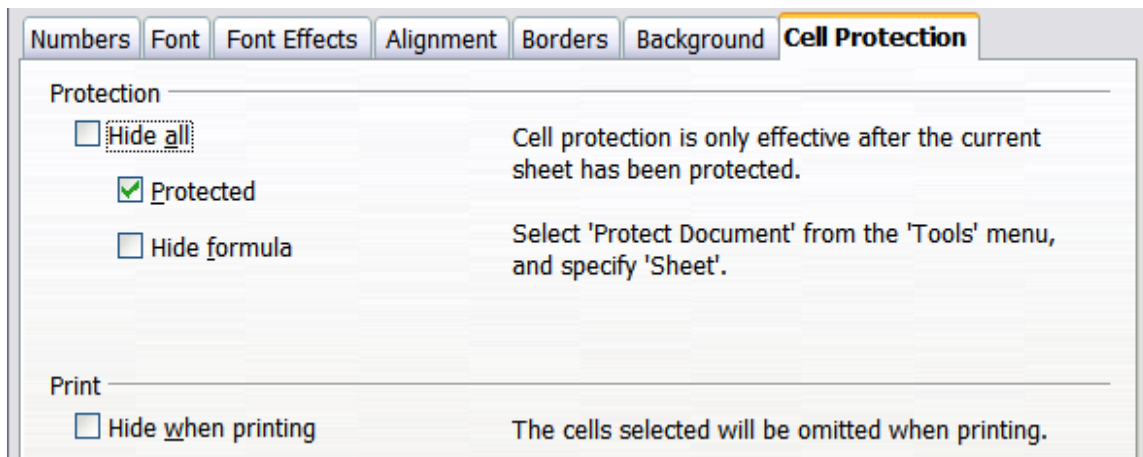 Numbers Font Font Effects Alignment Borders Background Cell Protection
Protection
Hide all
Cell protection is only effective after the current
sheet has been protected.
Protected
Hide formula
Select 'Protect Document' from the 'Tools' menu,
and specify 'Sheet'.
Print
Hide when printing
The cells selected will be omitted when printing.